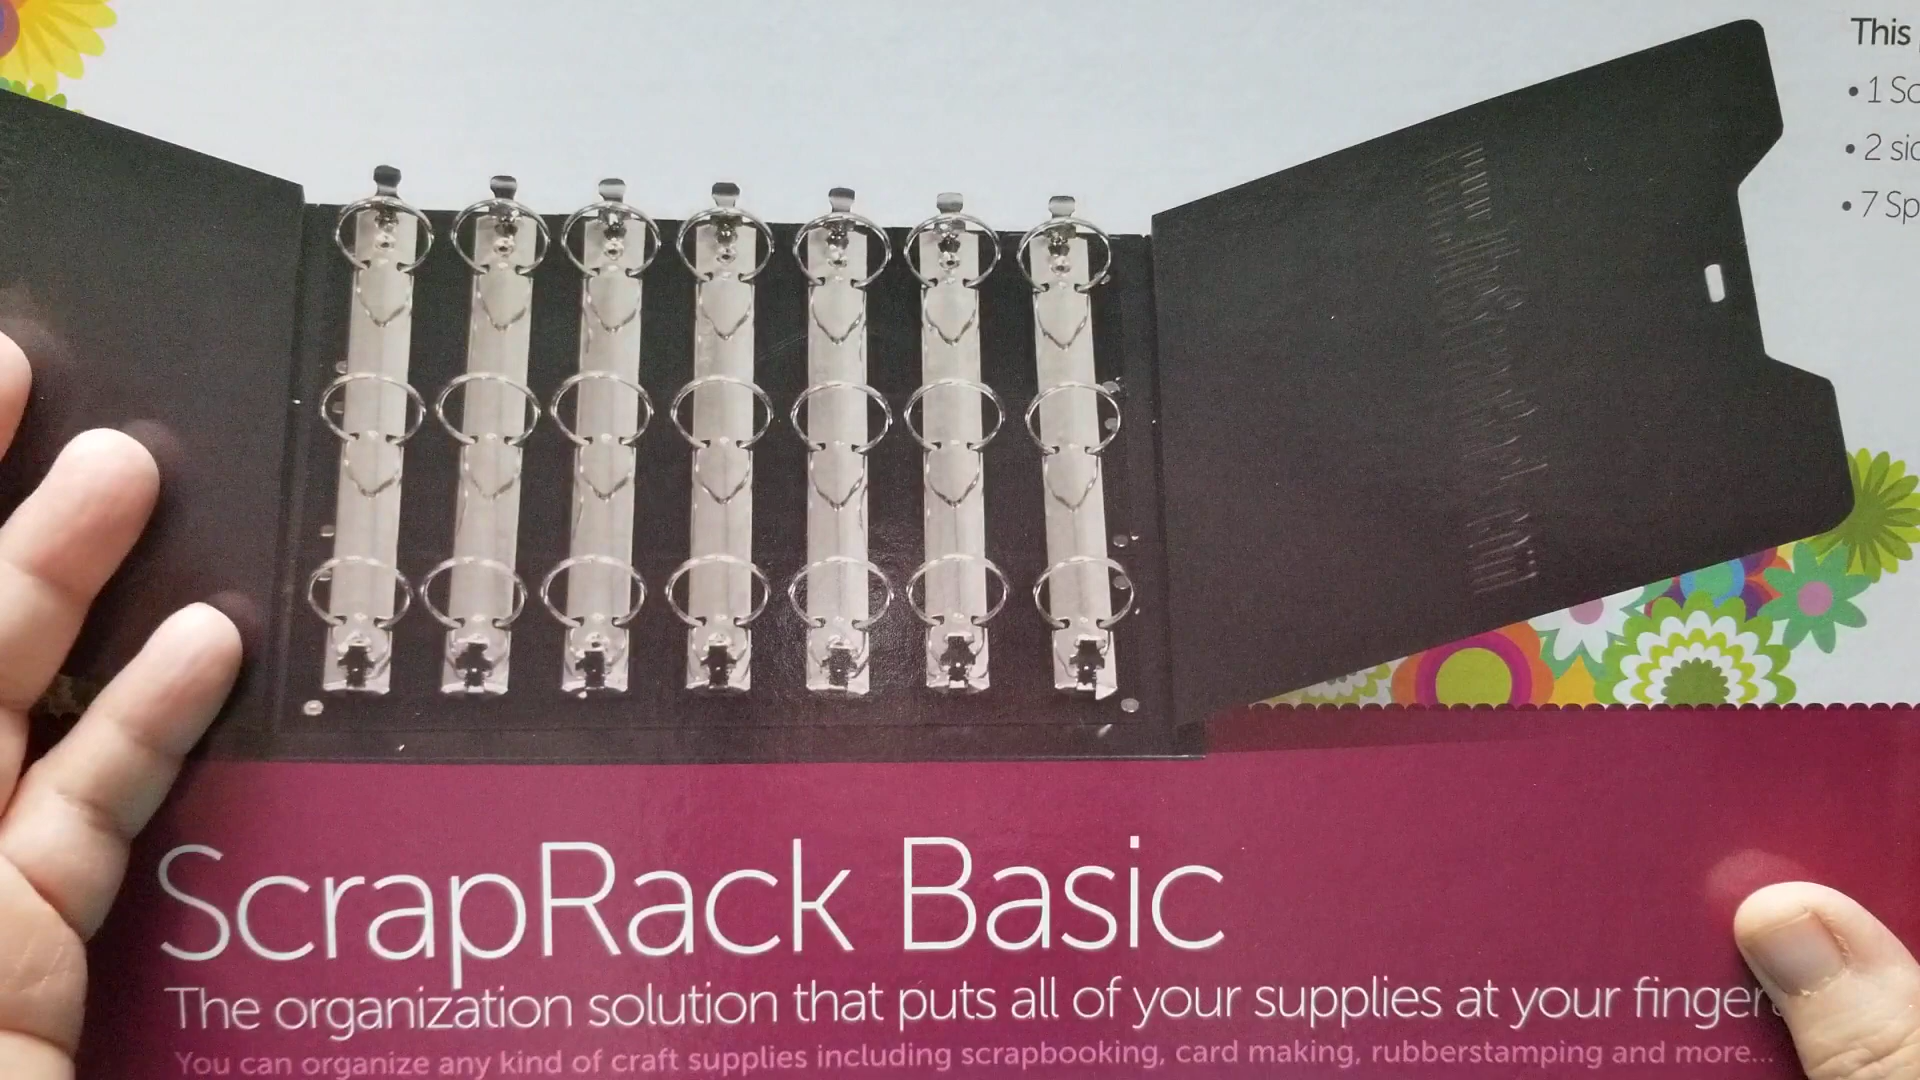 This
• 1 Sc
• 2 sid
• 7 Sp
ScrapRack Basic
The organization solution that puts all of your supplies at your finger
You can organize any kind of craft supplies including scrapbooking, card making, rubberstamping and more...